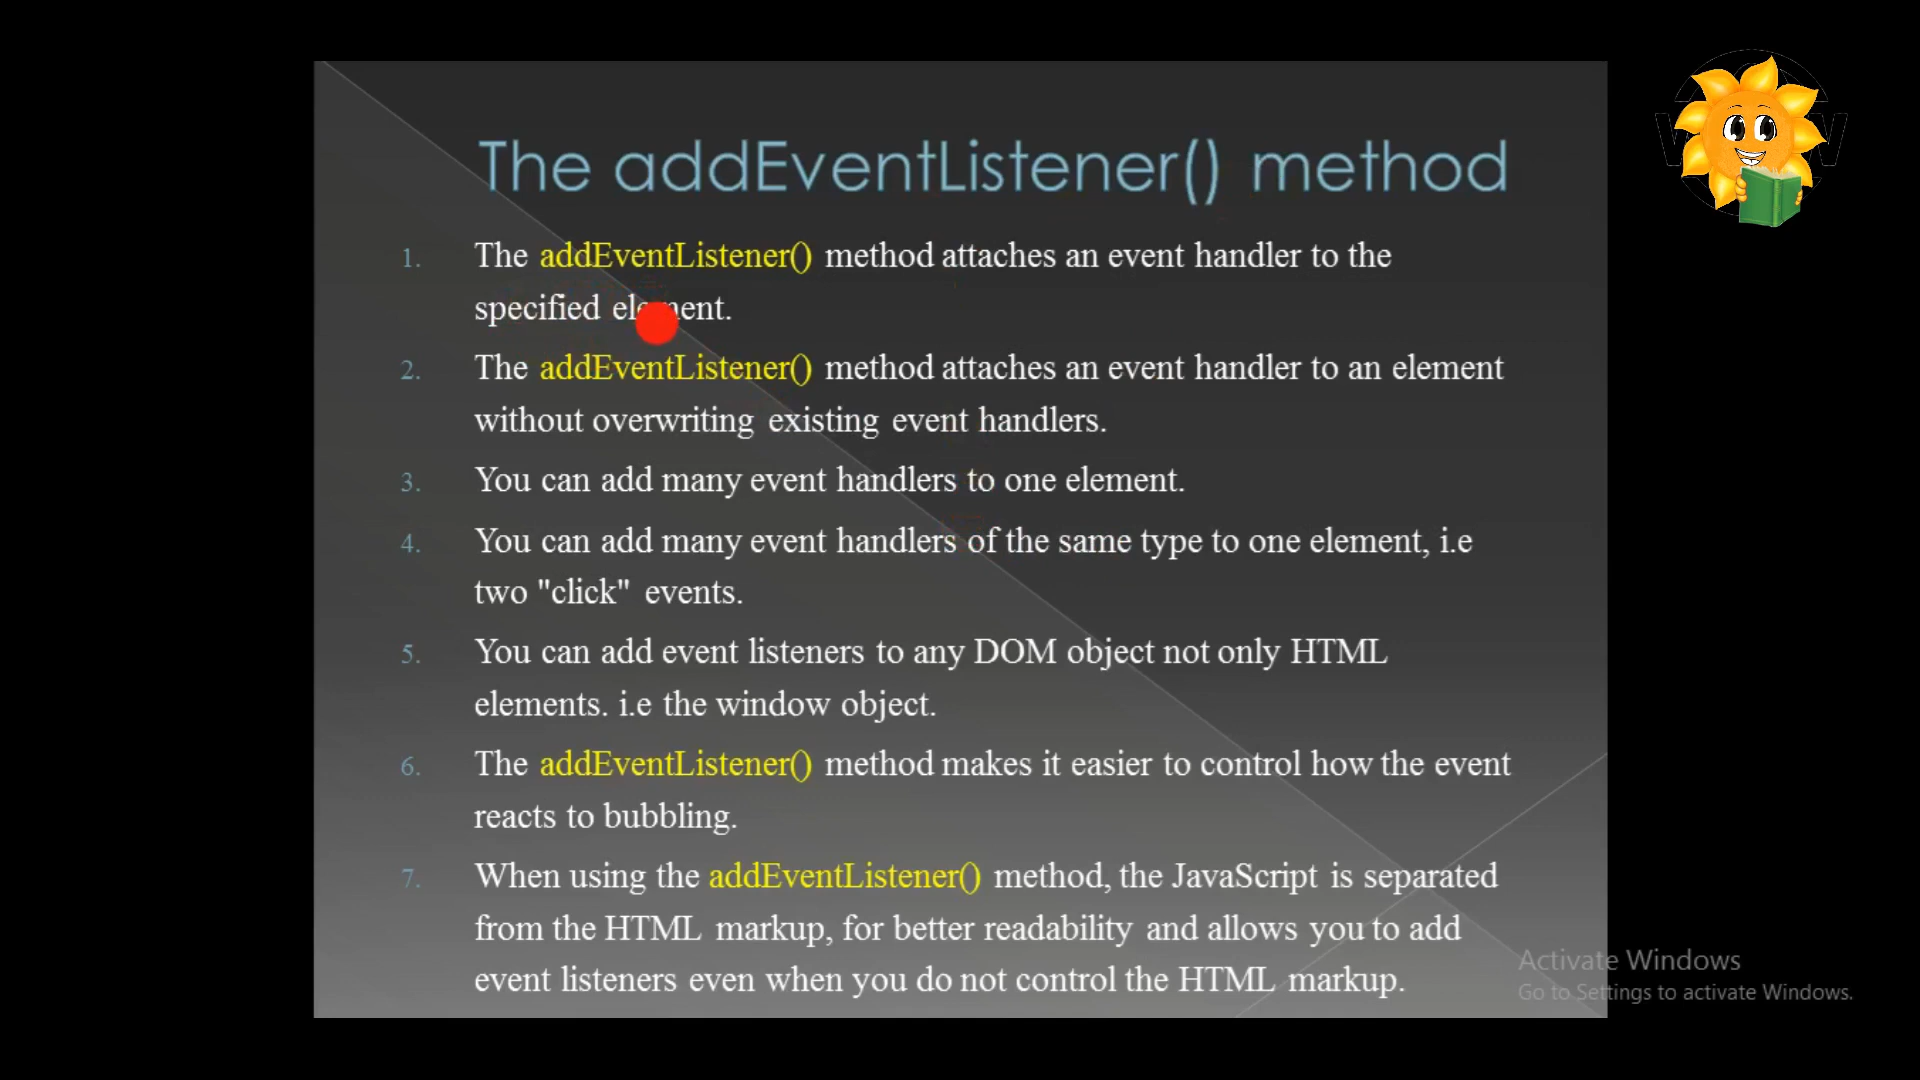 The addEventListener() method
1. The addEventListener() method attaches an event handler to the
specified element.
2. The addEventListener() method attaches an event handler to an element
without overwriting existing event handlers.
3. You can add many event handlers to one element.
4. You can add many event handlers of the same type to one element, i.e
two "click" events.
5. You can add event listeners to any DOM object not only HTML
elements. i.e the window object.
6. The addEventListener() method makes it easier to control how the event
reacts to bubbling.
7. When using the addEventListener() method, the JavaScript is separated
from the HTML markup, for better readability and allows you to add
event listeners even when you do not control the HTML markup.
Activate Windows
Go to Settings to activate Windows.